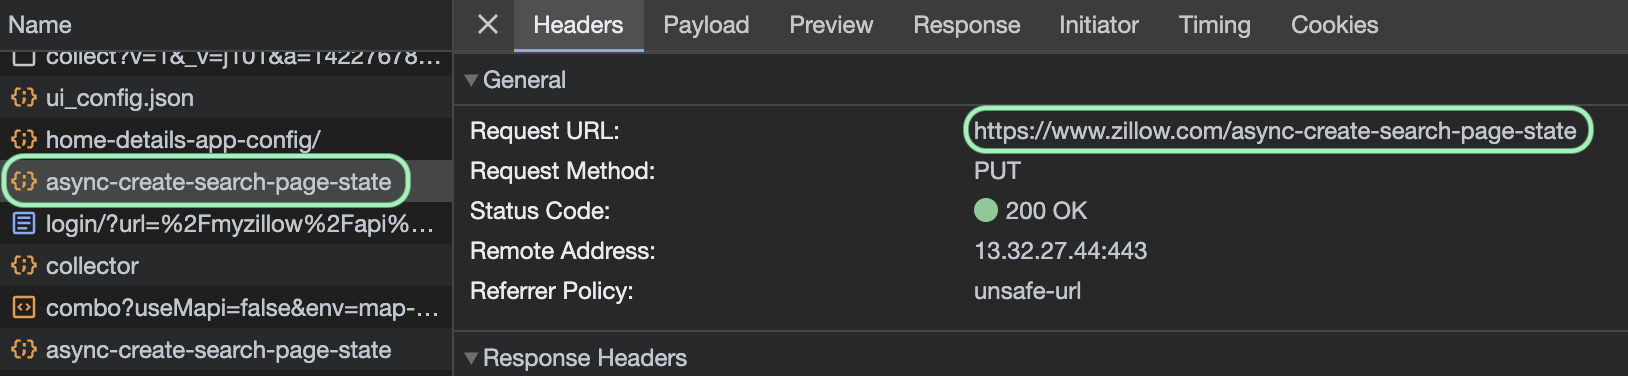 Name
collect?v=1&_v=j101&a=14227678...
ui_config.json
home-details-app-config/
async-create-search-page-state
login/?url=%2Fmyzillow%2Fapi%...
collector
combo?useMapi=false&env=map-...
async-create-search-page-state
Headers Payload Preview Response Initiator Timing Cookies
General
Request URL: https://www.zillow.com/async-create-search-page-state
Request Method: PUT
Status Code: 200 OK
Remote Address: 13.32.27.44:443
Referrer Policy: unsafe-url
Response Headers